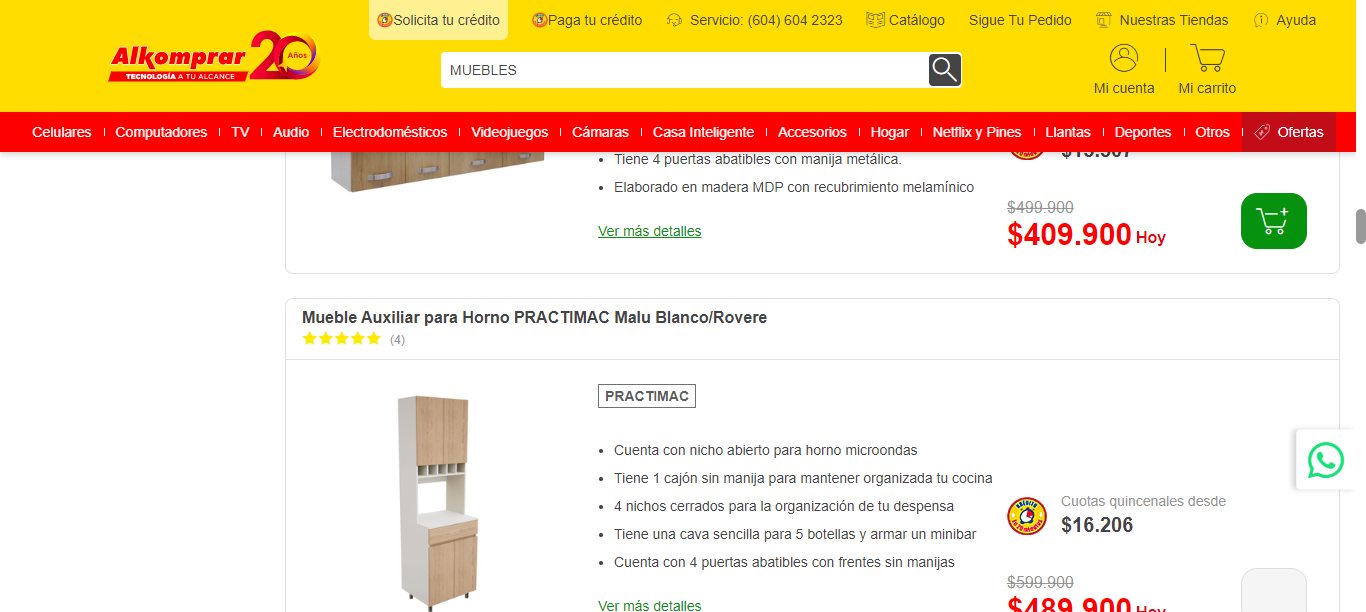 Solicita tu crédito
Paga tu crédito
Servicio: (604) 604 2323
Catálogo
Sigue Tu Pedido
Nuestras Tiendas
Ayuda
Alkomprar 20 Años
TECNOLOGÍA A TU ALCANCE
MUEBLES
Mi cuenta
Mi carrito
Celulares
Computadores
TV
Audio
Electrodomésticos
Videojuegos
Cámaras
Casa Inteligente
Accesorios
Hogar
Netflix y Pines
Llantas
Deportes
Otros
Ofertas
• Tiene 4 puertas abatibles con manija metálica.
• Elaborado en madera MDP con recubrimiento melamínico
Ver más detalles
$499.900
$409.900 Hoy
Mueble Auxiliar para Horno PRACTIMAC Malu Blanco/Rovere
(4)
PRACTIMAC
• Cuenta con nicho abierto para horno microondas
• Tiene 1 cajón sin manija para mantener organizada tu cocina
• 4 nichos cerrados para la organización de tu despensa
• Tiene una cava sencilla para 5 botellas y armar un minibar
• Cuenta con 4 puertas abatibles con frentes sin manijas
Ver más detalles
Cuotas quincenales desde
$16.206
$599.900
$489.900 Hoy